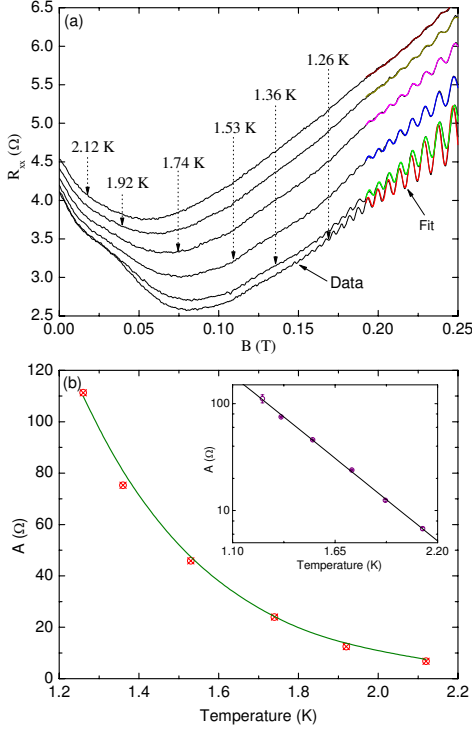 (a)
6.5
6.0
5.5
5.0
4.5
4.0
3.5
3.0
2.5
R_xx (Ω)
2.12 K
1.92 K
1.74 K
1.53 K
1.36 K
1.26 K
Fit
Data
0.00 0.05 0.10 0.15 0.20 0.25
B (T)
(b)
120
100
80
60
40
20
0
A (Ω)
100
10
A (Ω)
1.10 1.65 2.20
Temperature (K)
1.2 1.4 1.6 1.8 2.0 2.2
Temperature (K)